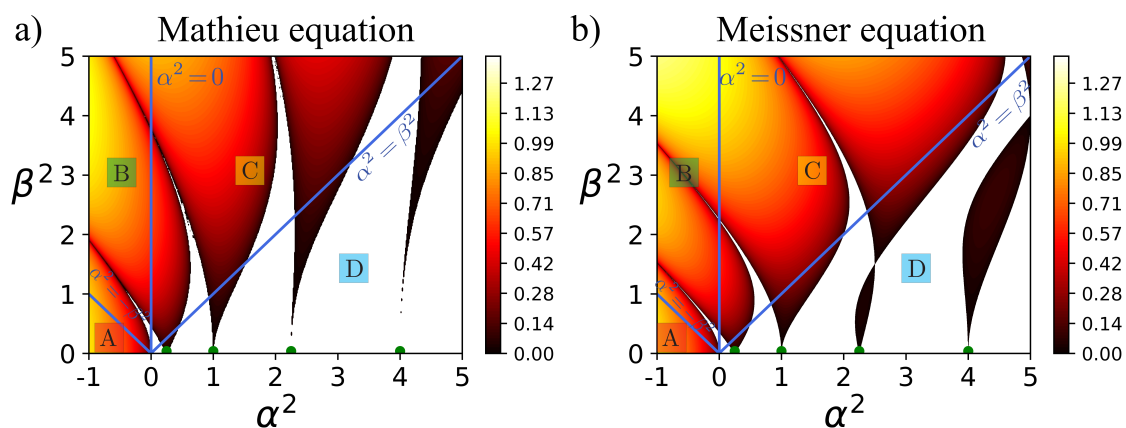 a) Mathieu equation
5
4
3
2
1
0
β²
-1 0 1 2 3 4 5
α²
α² = 0
α² = β²
A
B
C
D
1.27
1.13
0.99
0.85
0.71
0.57
0.42
0.28
0.14
0.00
b) Meissner equation
5
4
3
2
1
0
β²
-1 0 1 2 3 4 5
α²
α² = 0
α² = β²
A
B
C
D
1.27
1.13
0.99
0.85
0.71
0.57
0.42
0.28
0.14
0.00